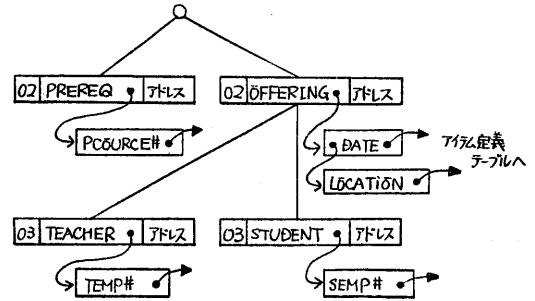 02 PREREQ アドレス
02 OFFERING アドレス
PCOURCE#
DATE
アイテム定義
テーブルへ
LOCATION
03 TEACHER アドレス
03 STUDENT アドレス
TEMP#
SEMP#